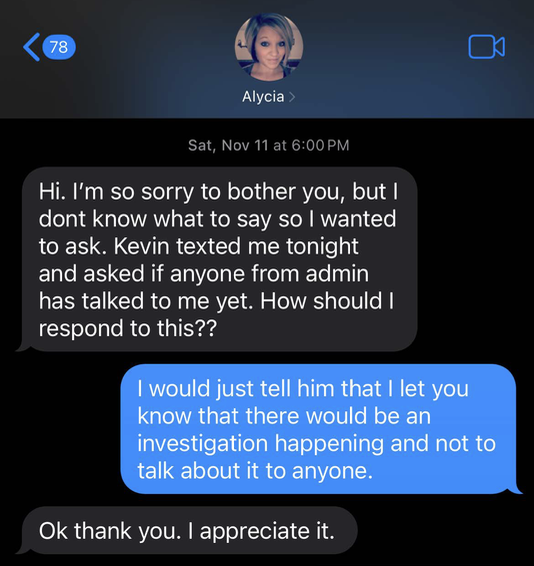 78
Alycia
Sat, Nov 11 at 6:00 PM
Hi. I'm so sorry to bother you, but I
dont know what to say so I wanted
to ask. Kevin texted me tonight
and asked if anyone from admin
has talked to me yet. How should I
respond to this??
I would just tell him that I let you
know that there would be an
investigation happening and not to
talk about it to anyone.
Ok thank you. I appreciate it.